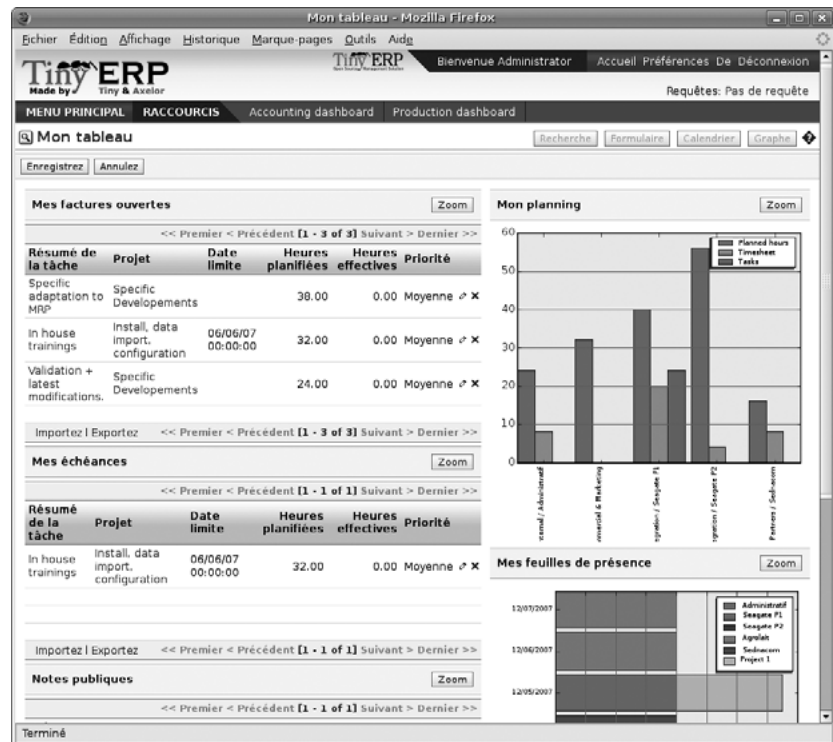 Mon tableau - Mozilla Firefox
Fichier Édition Affichage Historique Marque-pages Outils Aide
Tiny ERP
Made by Tiny & Axelor
Tiny ERP
Bienvenue Administrator
Accueil Préférences De Déconnexion
Requêtes: Pas de requête
MENU PRINCIPAL RACCOURCIS Accounting dashboard Production dashboard
Mon tableau
Recherche Formulaire Calendrier Graphe
Enregistrez Annulez
Mes factures ouvertes Zoom
<< Premier < Précédent [1 - 3 of 3] Suivant > Dernier >>
Résumé de la tâche Projet Date limite Heures planifiées Heures effectives Priorité
Specific adaptation to MRP Specific Developements 38.00 0.00 Moyenne
In house trainings Install, data import. configuration 06/06/07 00:00:00 32.00 0.00 Moyenne
Validation + latest modifications. Specific Developements 24.00 0.00 Moyenne
Importez | Exportez << Premier < Précédent [1 - 3 of 3] Suivant > Dernier >>
Mes échéances Zoom
<< Premier < Précédent [1 - 1 of 1] Suivant > Dernier >>
Résumé de la tâche Projet Date limite Heures planifiées Heures effectives Priorité
In house trainings Install, data import. configuration 06/06/07 00:00:00 32.00 0.00 Moyenne
Importez | Exportez << Premier < Précédent [1 - 1 of 1] Suivant > Dernier >>
Notes publiques Zoom
<< Premier < Précédent [1 - 1 of 1] Suivant > Dernier >>
Mon planning Zoom
60
50
40
30
20
10
0
Planned hours
Timesheet
Tasks
/ Administratif
& Marketing
/ Seagate P1
/ Seagate P2
Partners / Sednacom
Mes feuilles de présence Zoom
12/07/2007
12/06/2007
12/05/2007
Administratif
Seagate P1
Seagate P2
Agrolait
Sednacom
Project 1
Terminé